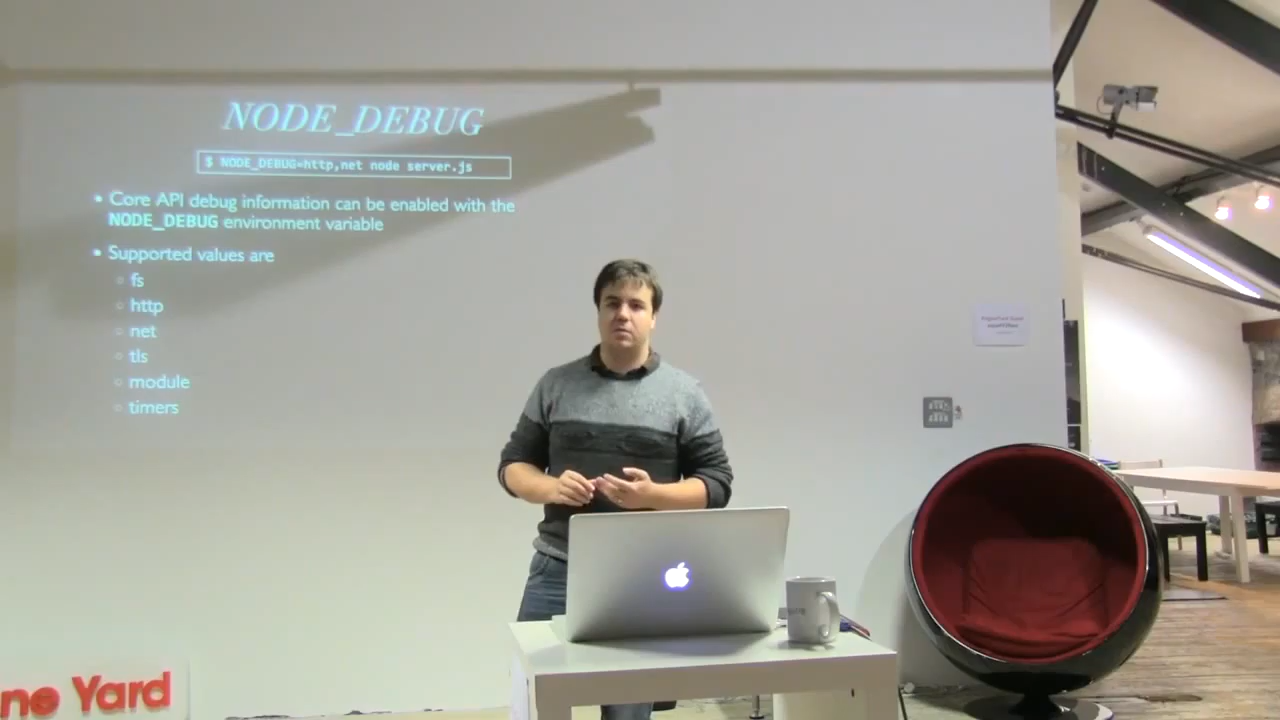 NODE_DEBUG
$ NODE_DEBUG=http,net node server.js
• Core API debug information can be enabled with the
NODE_DEBUG environment variable
• Supported values are
○ fs
○ http
○ net
○ tls
○ module
○ timers
ne Yard